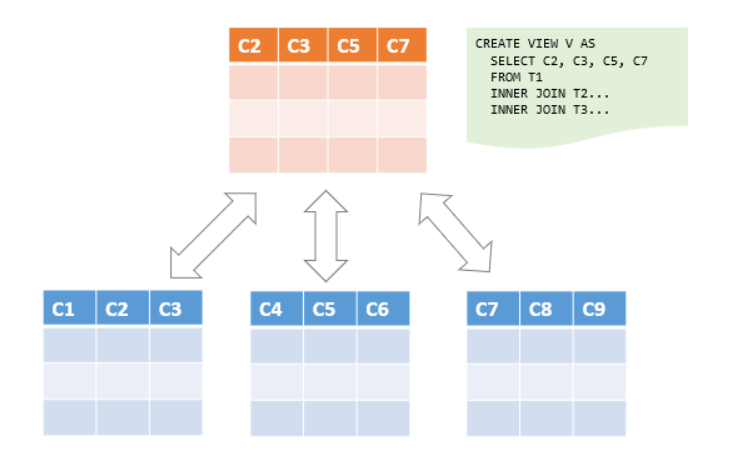 C2 C3 C5 C7
CREATE VIEW V AS
SELECT C2, C3, C5, C7
FROM T1
INNER JOIN T2...
INNER JOIN T3...
C1 C2 C3
C4 C5 C6
C7 C8 C9